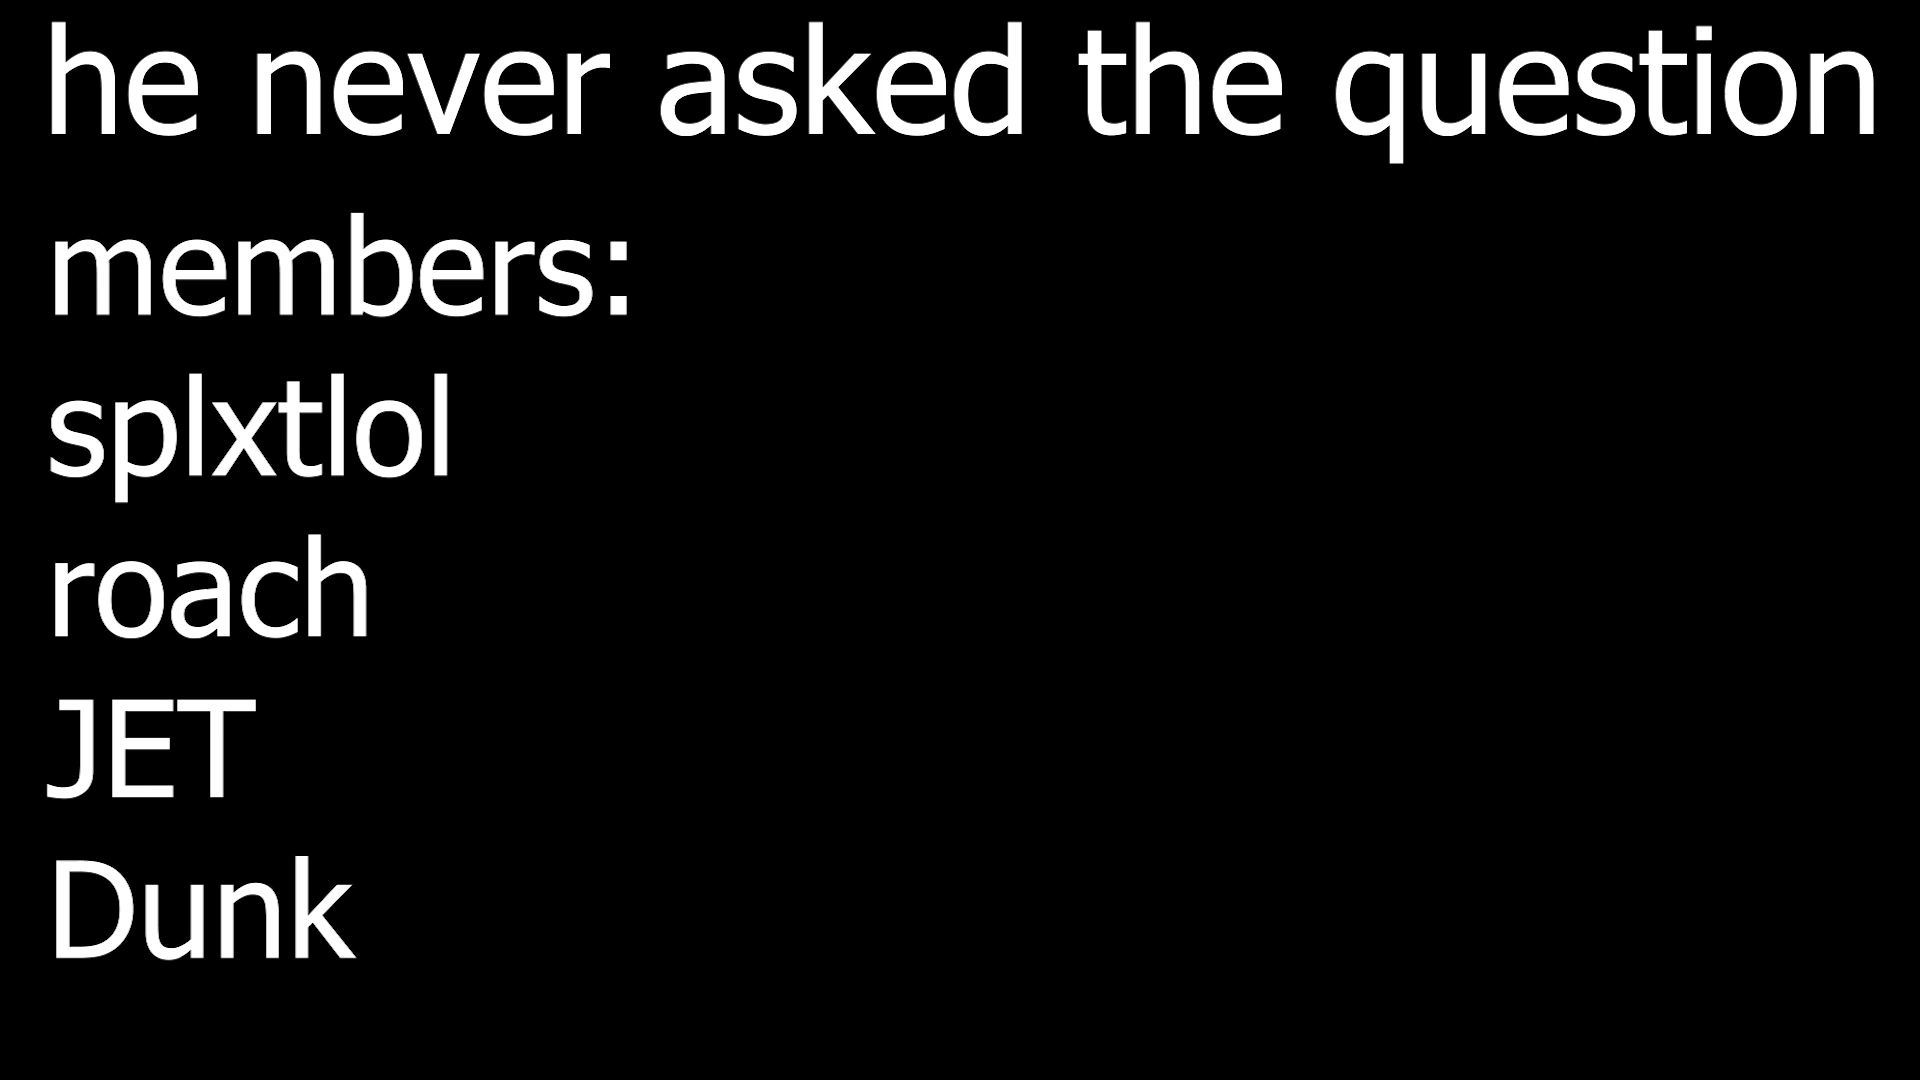 he never asked the question
members:
splxtlol
roach
JET
Dunk